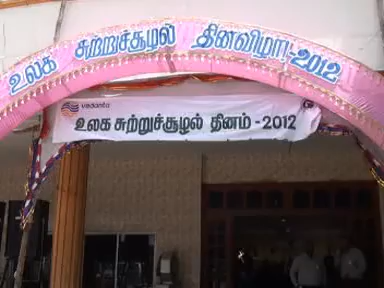 உலக சுற்றுச்சூழல் தினவிழா-2012
vedanta
உலக சுற்றுச்சூழல் தினம் - 2012